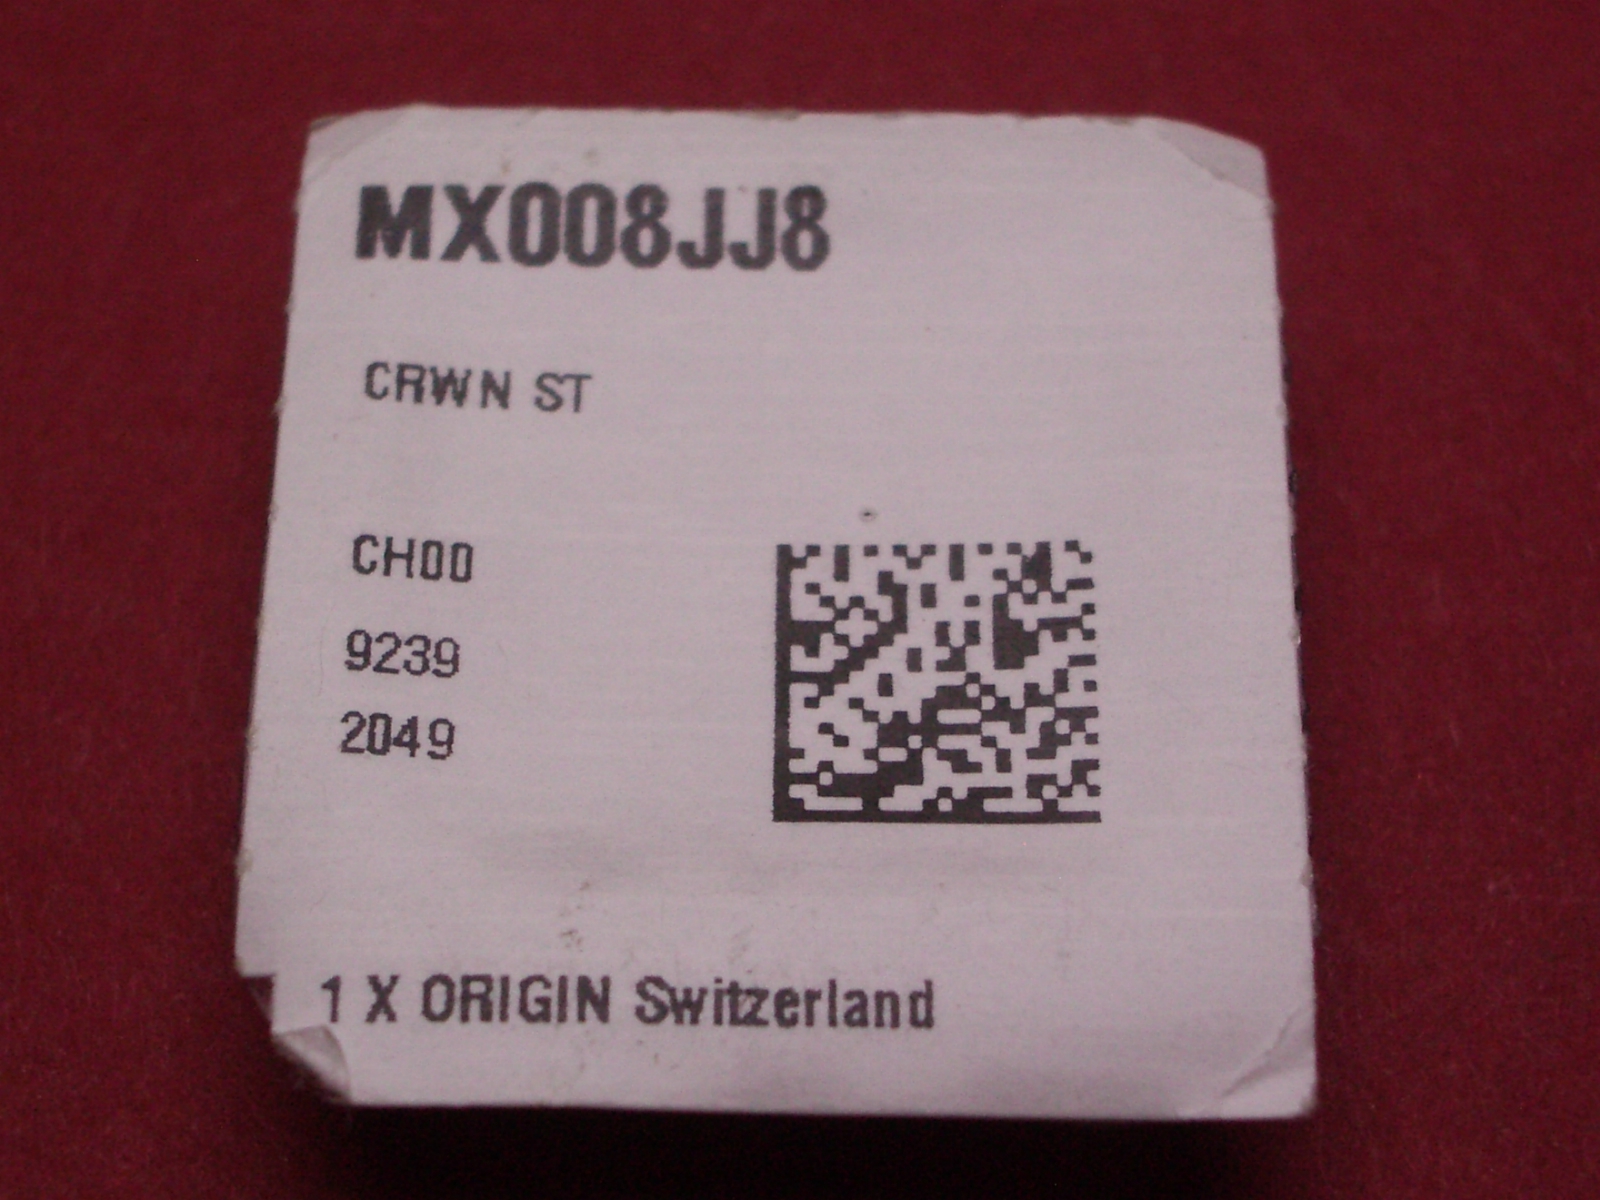 MX008JJ8
CRWN ST
CH00
9239
2049
1 X ORIGIN Switzerland